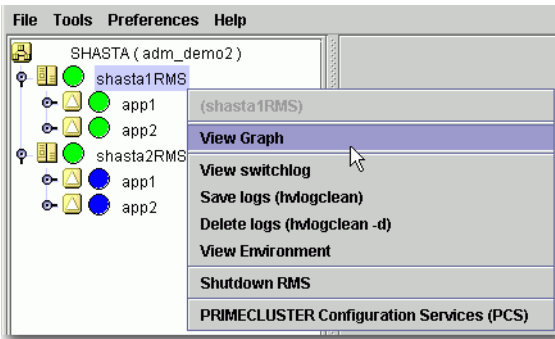 File Tools Preferences Help
SHASTA ( adm_demo2 )
shasta1RMS
app1
app2
shasta2RMS
app1
app2
(shasta1RMS)
View Graph
View switchlog
Save logs (hvlogclean)
Delete logs (hvlogclean -d)
View Environment
Shutdown RMS
PRIMECLUSTER Configuration Services (PCS)